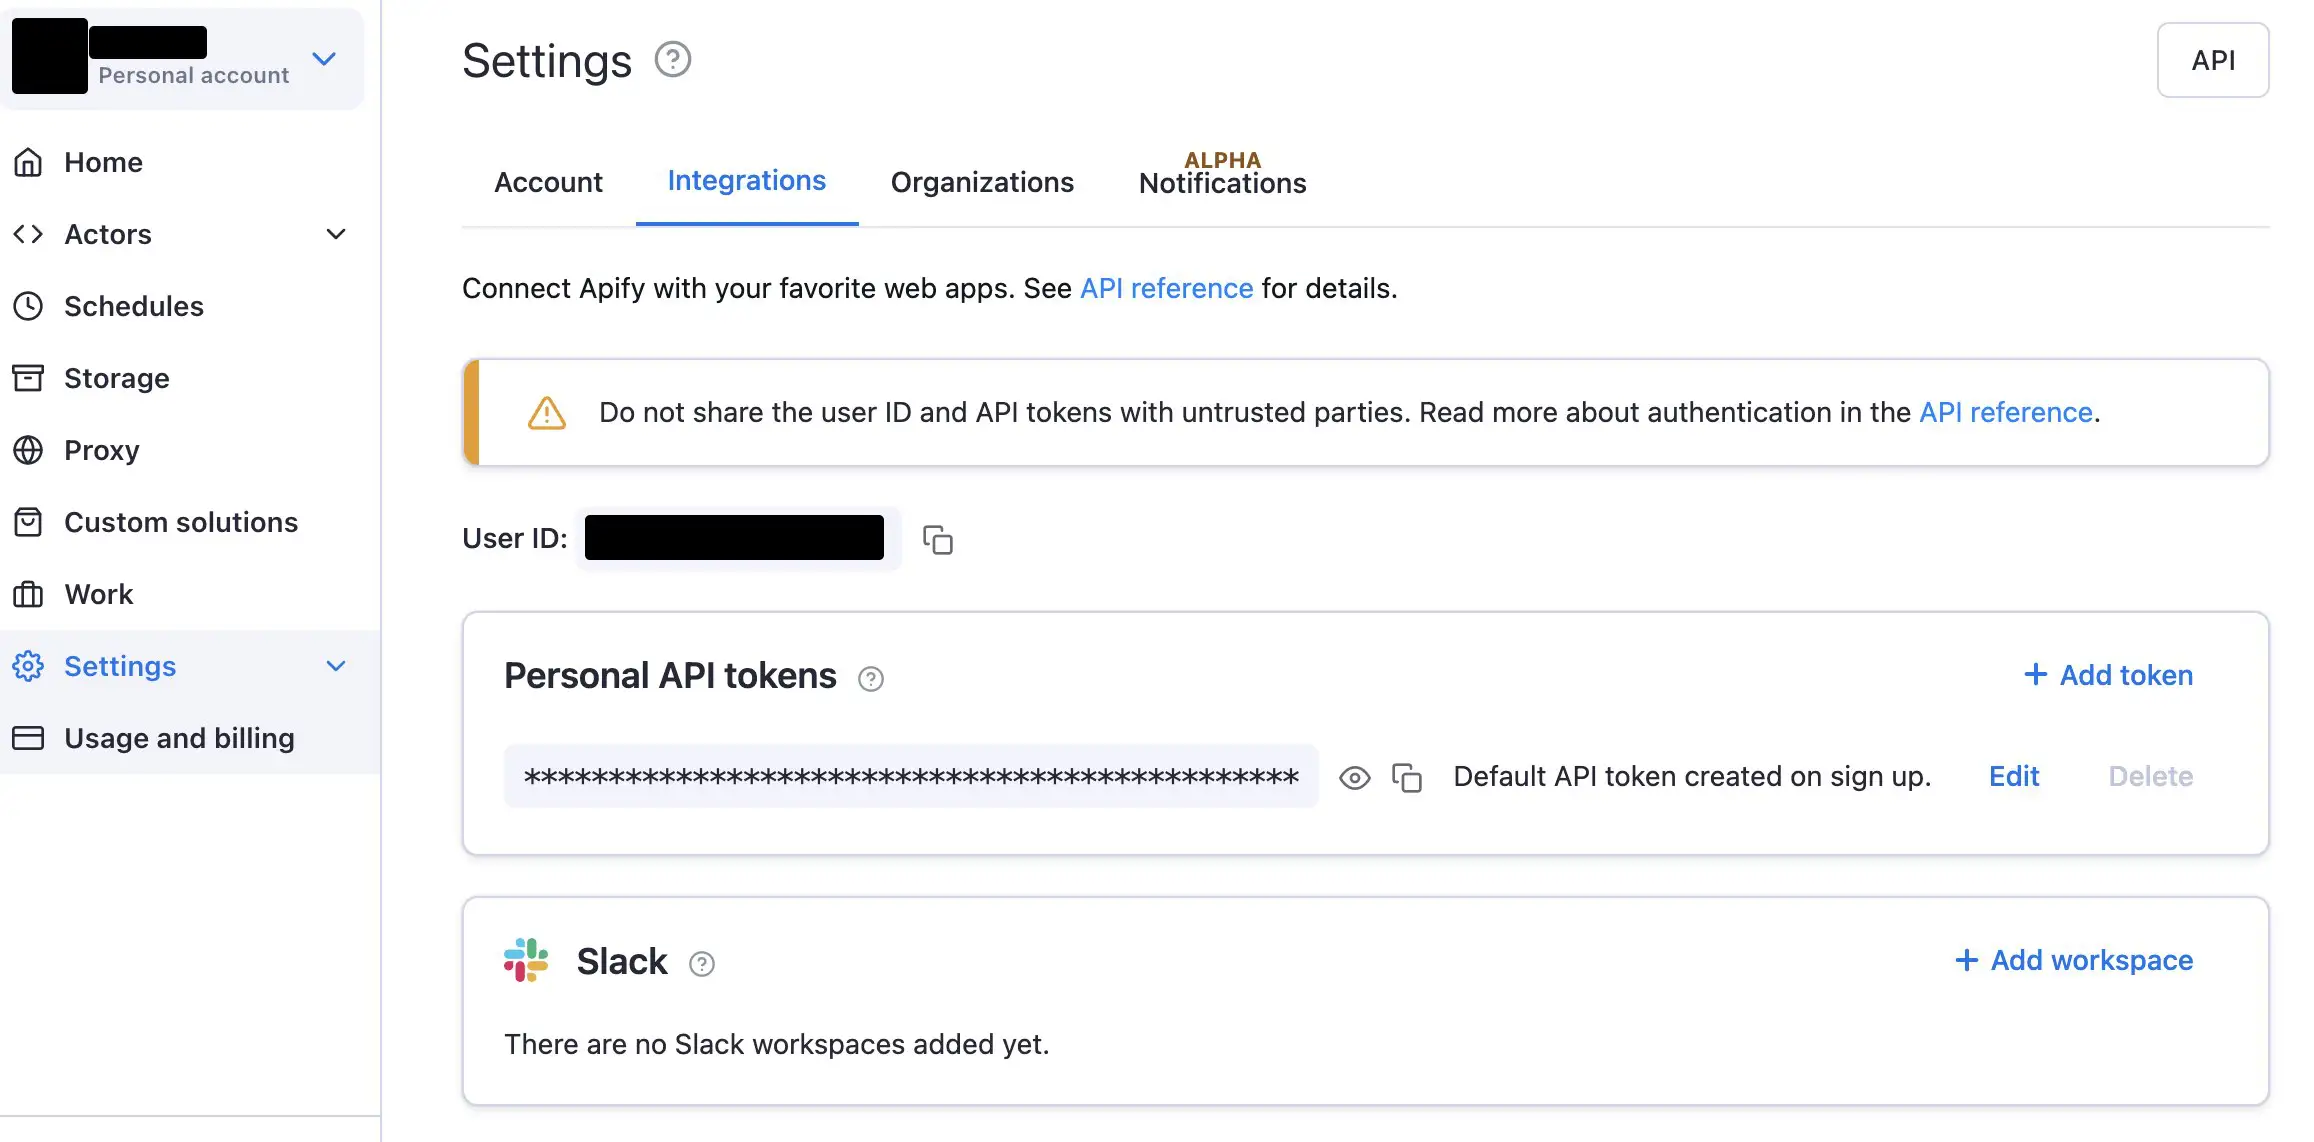 Personal account
Home
Actors
Schedules
Storage
Proxy
Custom solutions
Work
Settings
Usage and billing
Settings
API
Account
Integrations
Organizations
ALPHA
Notifications
Connect Apify with your favorite web apps. See API reference for details.
Do not share the user ID and API tokens with untrusted parties. Read more about authentication in the API reference.
User ID:
Personal API tokens
+ Add token
**********************************************
Default API token created on sign up.
Edit
Delete
Slack
+ Add workspace
There are no Slack workspaces added yet.